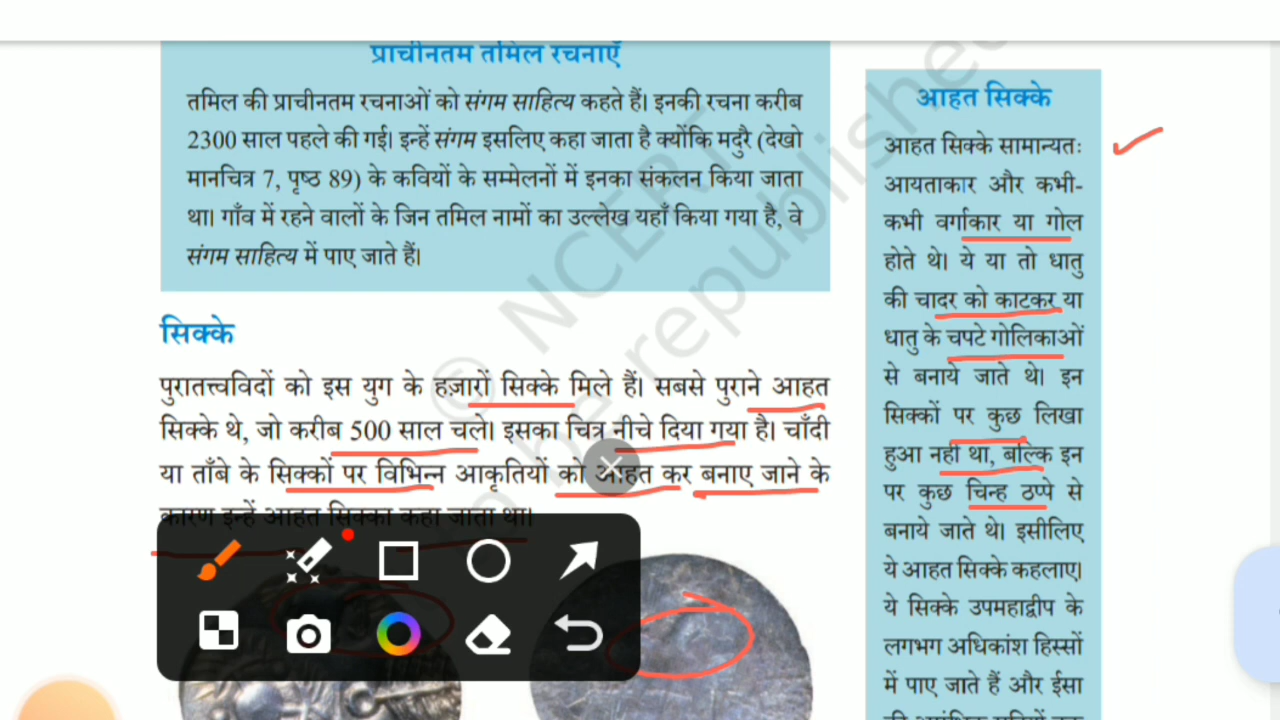 प्राचीनतम तमिल रचनाएँ
तमिल की प्राचीनतम रचनाओं को संगम साहित्य कहते हैं। इनकी रचना करीब
2300 साल पहले की गई। इन्हें संगम इसलिए कहा जाता है क्योंकि मदुरै (देखो
मानचित्र 7, पृष्ठ 89) के कवियों के सम्मेलनों में इनका संकलन किया जाता
था। गाँव में रहने वालों के जिन तमिल नामों का उल्लेख यहाँ किया गया है, वे
संगम साहित्य में पाए जाते हैं।
सिक्के
पुरातत्त्वविदों को इस युग के हज़ारों सिक्के मिले हैं। सबसे पुराने आहत
सिक्के थे, जो करीब 500 साल चले। इसका चित्र नीचे दिया गया है। चाँदी
या ताँबे के सिक्कों पर विभिन्न आकृतियों को आहत कर बनाए जाने के
कारण इन्हें आहत सिक्का कहा जाता था।
आहत सिक्के
आहत सिक्के सामान्यतः
आयताकार और कभी-
कभी वर्गाकार या गोल
होते थे। ये या तो धातु
की चादर को काटकर या
धातु के चपटे गोलिकाओं
से बनाये जाते थे। इन
सिक्कों पर कुछ लिखा
हुआ नही था, बल्कि इन
पर कुछ चिन्ह ठप्पे से
बनाये जाते थे। इसीलिए
ये आहत सिक्के कहलाए।
ये सिक्के उपमहाद्वीप के
लगभग अधिकांश हिस्सों
में पाए जाते हैं और ईसा
© NCERT
be republished